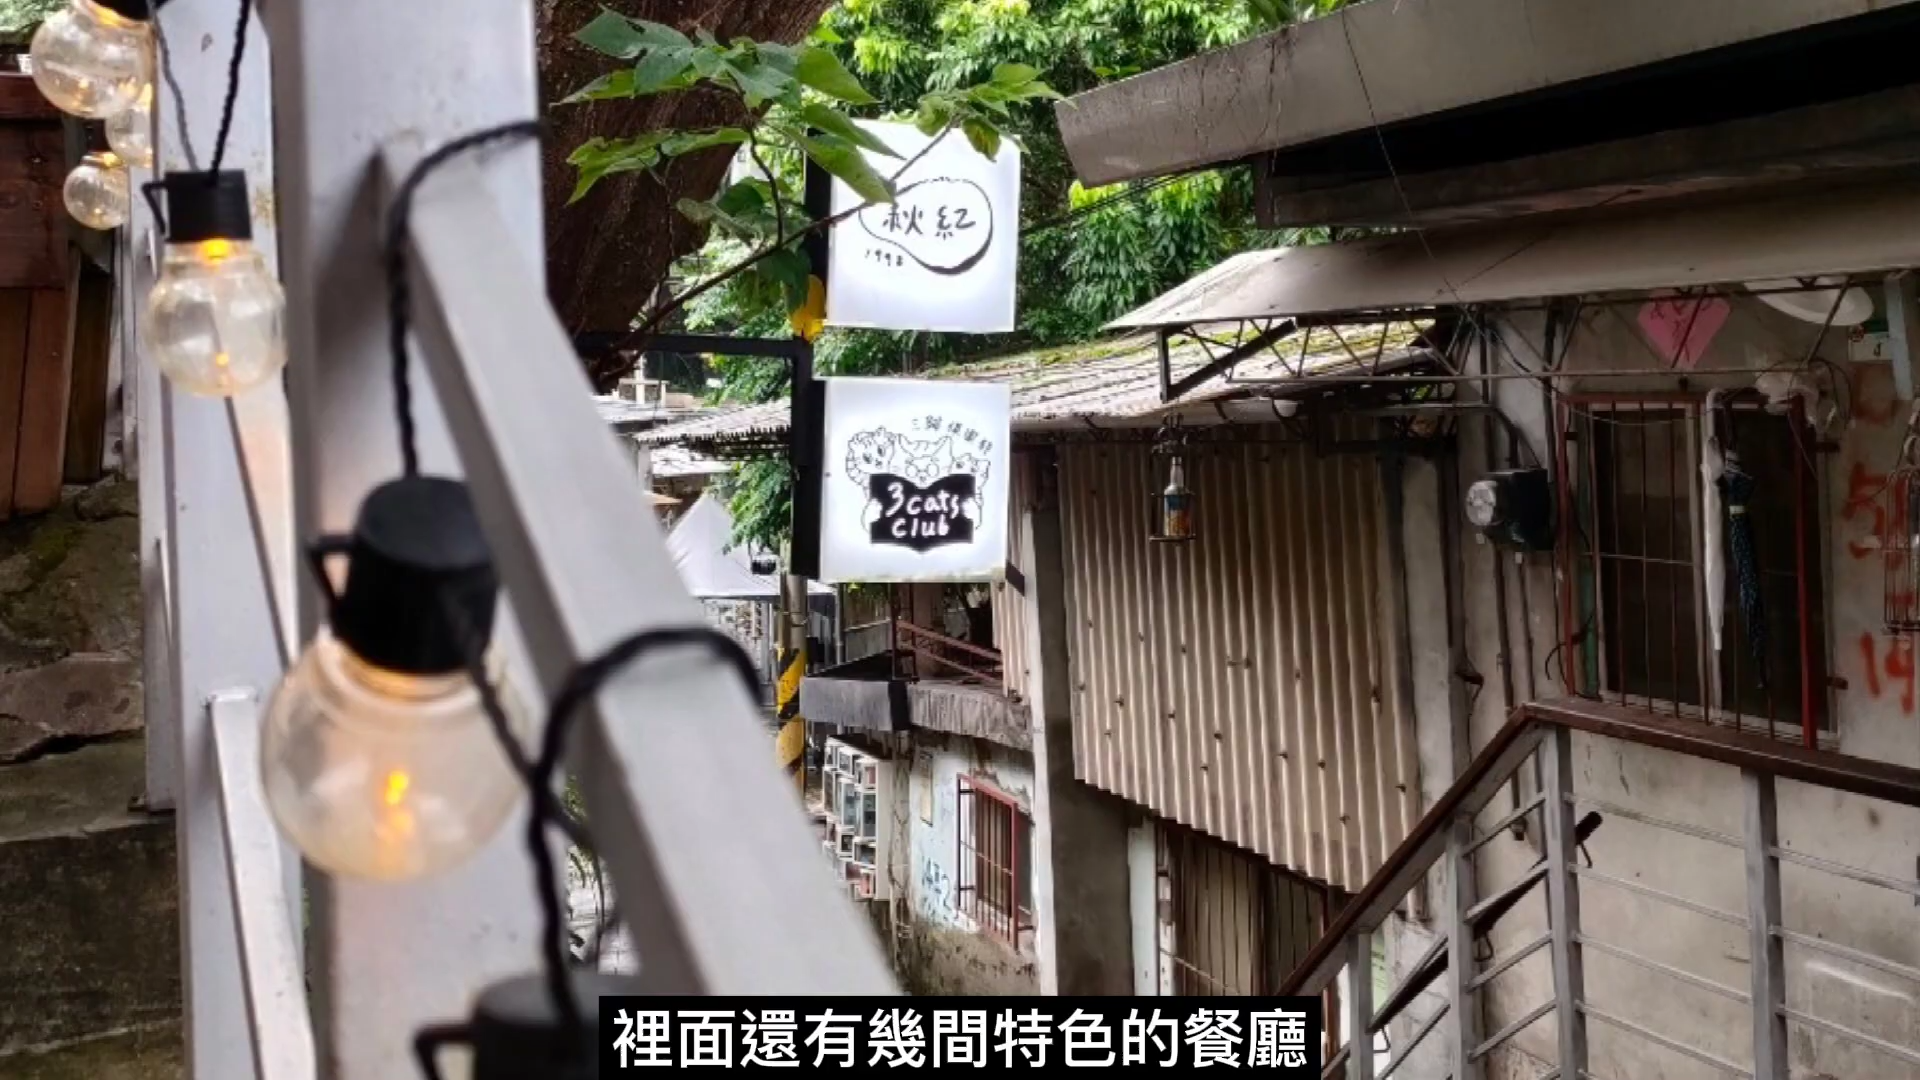 秋紅
1998
三貓俱樂部
3cats
club
裡面還有幾間特色的餐廳